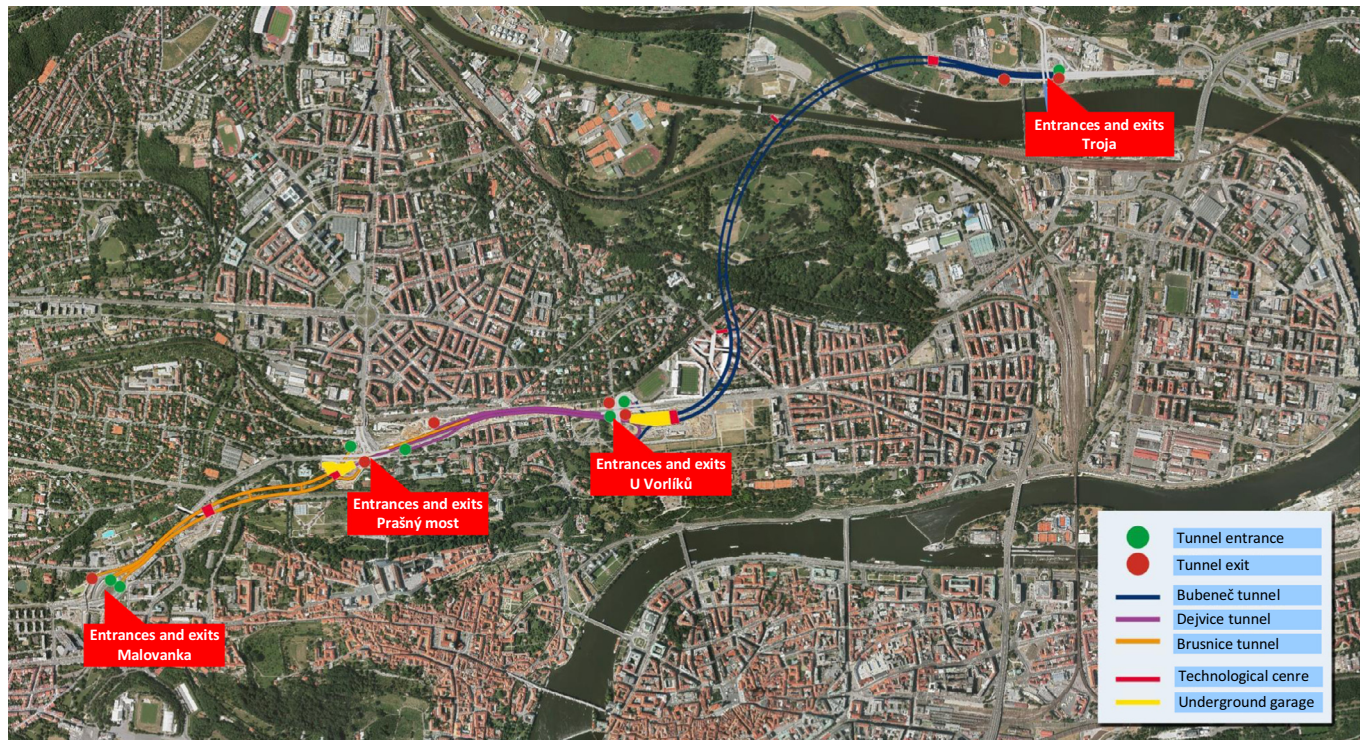 Entrances and exits
Troja
Entrances and exits
U Vorlíků
Entrances and exits
Prašný most
Entrances and exits
Malovanka
Tunnel entrance
Tunnel exit
Bubeneč tunnel
Dejvice tunnel
Brusnice tunnel
Technological cenre
Underground garage